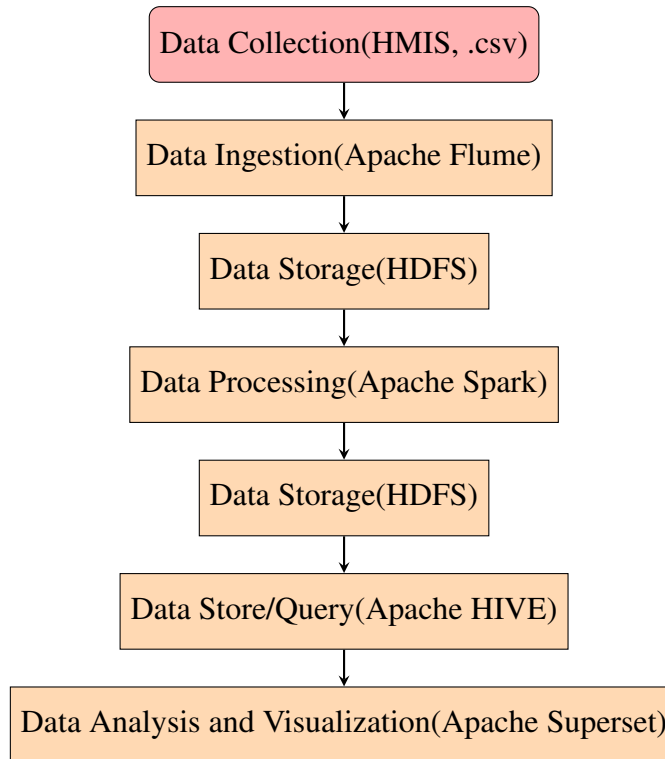 Data Collection(HMIS, .csv)
Data Ingestion(Apache Flume)
Data Storage(HDFS)
Data Processing(Apache Spark)
Data Storage(HDFS)
Data Store/Query(Apache HIVE)
Data Analysis and Visualization(Apache Superset)